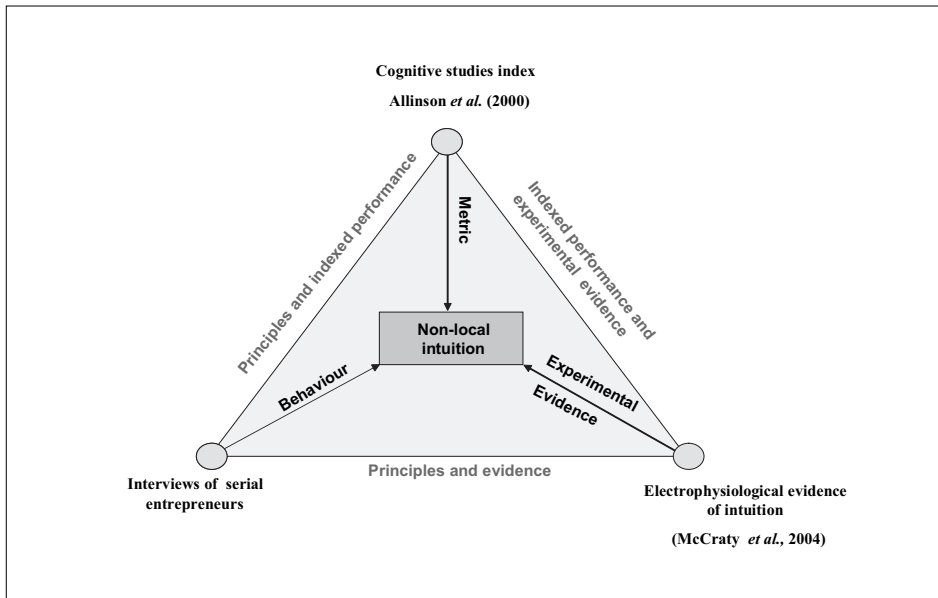 Cognitive studies index
Allinson et al. (2000)
Principles and indexed performance
Metric
Indexed performance and
experimental evidence
Non-local
intuition
Behaviour
Experimental
Evidence
Principles and evidence
Interviews of serial
entrepreneurs
Electrophysiological evidence
of intuition
(McCraty et al., 2004)